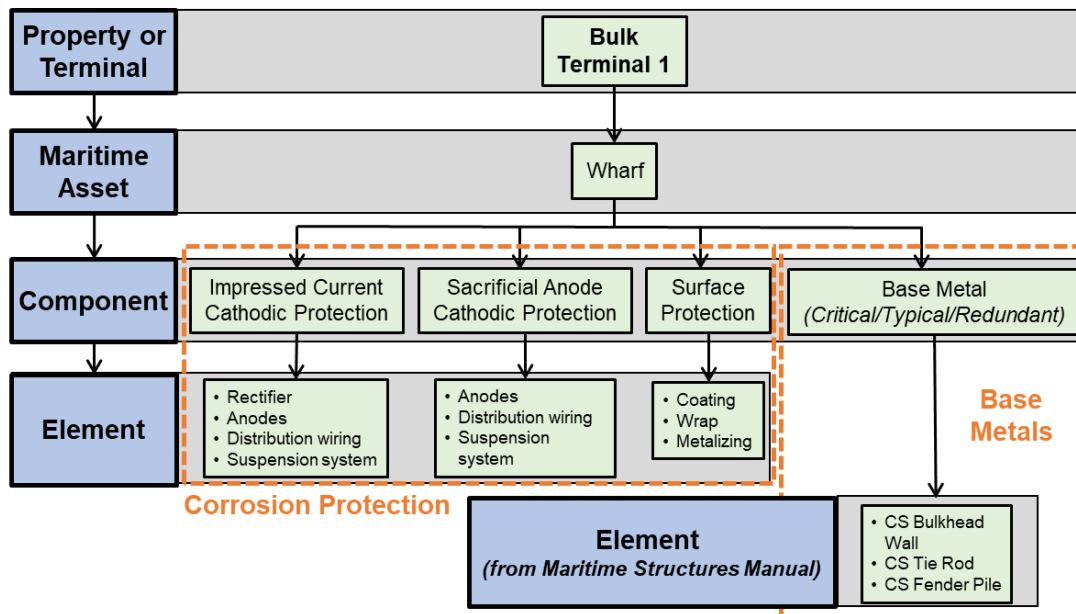 Property or
Terminal
Bulk
Terminal 1
Maritime
Asset
Wharf
Component
Impressed Current
Cathodic Protection
Sacrificial Anode
Cathodic Protection
Surface
Protection
Base Metal
(Critical/Typical/Redundant)
Element
• Rectifier
• Anodes
• Distribution wiring
• Suspension system
• Anodes
• Distribution wiring
• Suspension
system
• Coating
• Wrap
• Metalizing
Base
Metals
Corrosion Protection
Element
(from Maritime Structures Manual)
• CS Bulkhead
Wall
• CS Tie Rod
• CS Fender Pile